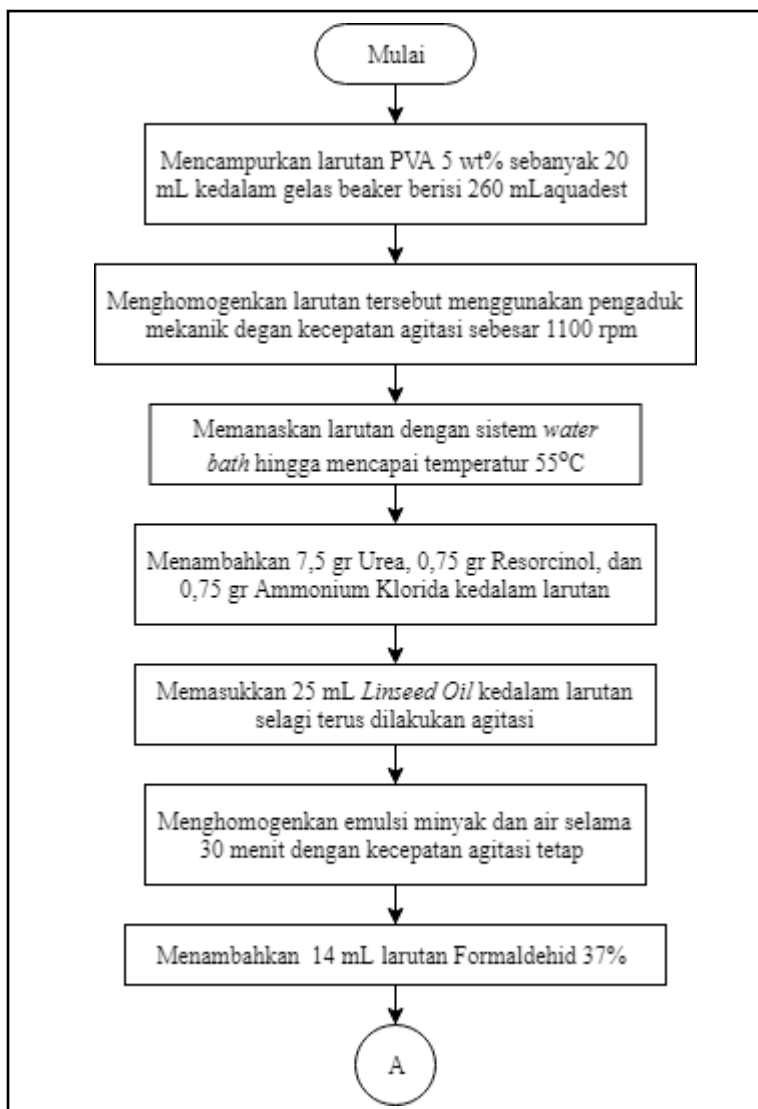 Mulai
Mencampurkan larutan PVA 5 wt% sebanyak 20
mL kedalam gelas beaker berisi 260 mLaquadest
Menghomogenkan larutan tersebut menggunakan pengaduk
mekanik degan kecepatan agitasi sebesar 1100 rpm
Memanaskan larutan dengan sistem water
bath hingga mencapai temperatur 55°C
Menambahkan 7,5 gr Urea, 0,75 gr Resorcinol, dan
0,75 gr Ammonium Klorida kedalam larutan
Memasukkan 25 mL Linseed Oil kedalam larutan
selagi terus dilakukan agitasi
Menghomogenkan emulsi minyak dan air selama
30 menit dengan kecepatan agitasi tetap
Menambahkan 14 mL larutan Formaldehid 37%
A